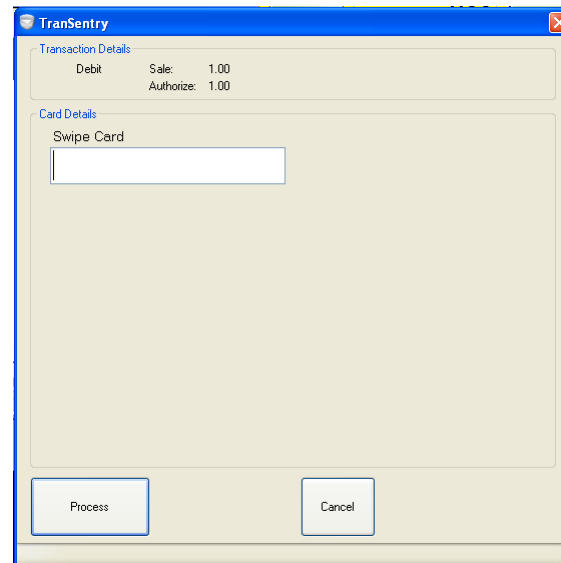 TranSentry
Transaction Details
Debit Sale: 1.00
Authorize: 1.00
Card Details
Swipe Card
Process Cancel